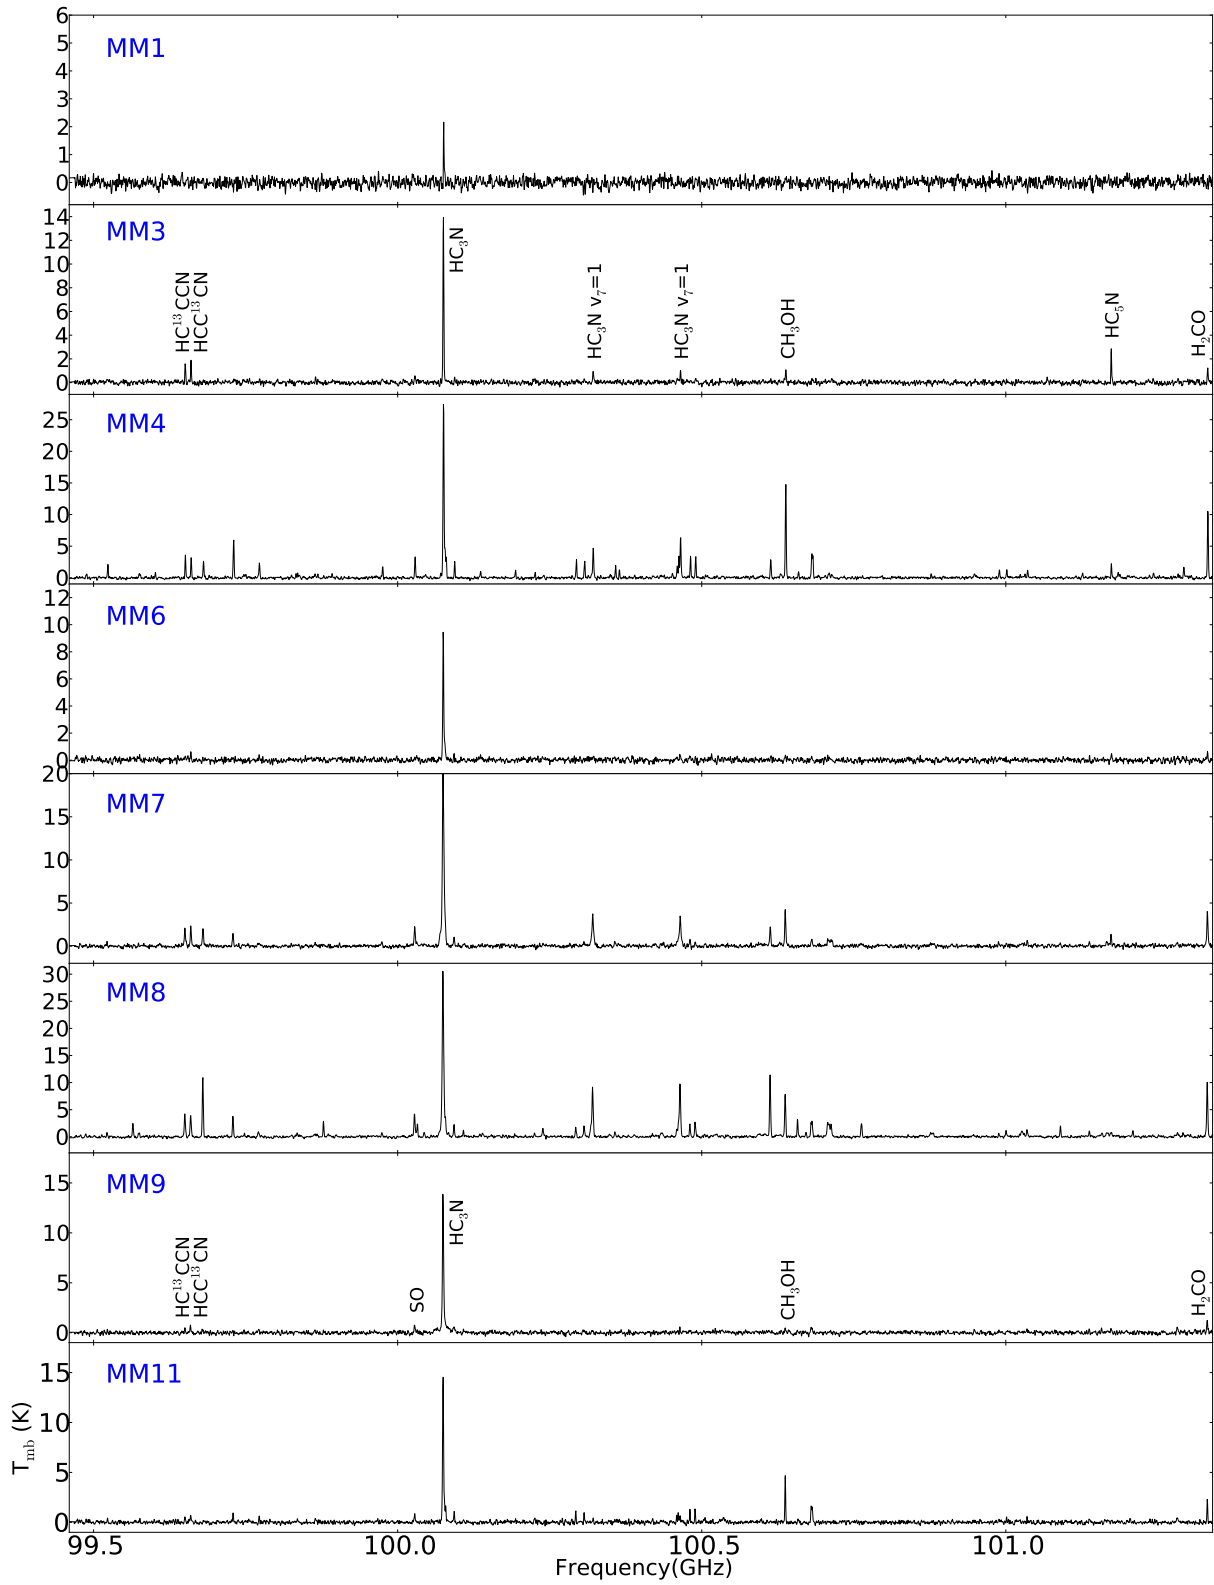 6
5
4
3
2
1
0
MM1
14
12
10
8
6
4
2
0
MM3
HC¹³CCN
HCC¹³CN
HC₃N
HC₃N v₇=1
HC₃N v₇=1
CH₃OH
HC₅N
H₂CO
25
20
15
10
5
0
MM4
12
10
8
6
4
2
0
MM6
20
15
10
5
0
MM7
30
25
20
15
10
5
0
MM8
15
10
5
0
MM9
HC¹³CCN
HCC¹³CN
SO
HC₃N
CH₃OH
H₂CO
15
10
5
0
MM11
T_mb (K)
99.5 100.0 100.5 101.0
Frequency(GHz)